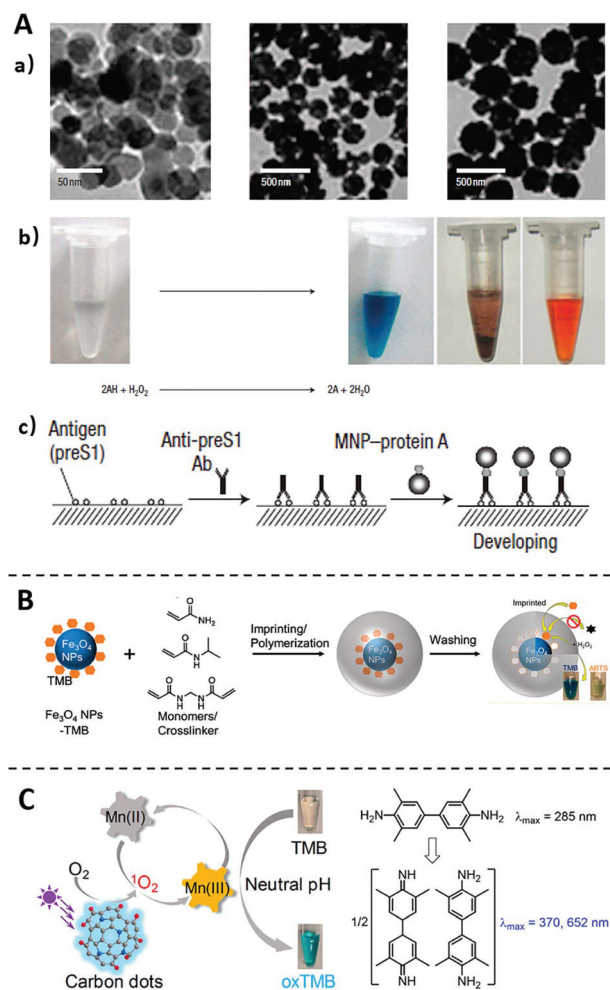 A
a)
50 nm
500 nm
500 nm
b)
2AH + H₂O₂
2A + 2H₂O
c)
Antigen
(preS1)
Anti-preS1
Ab
MNP–protein A
Developing
B
Fe₃O₄
NPs
TMB
Fe₃O₄ NPs
-TMB
+
O
NH₂
O
N
H
O
O
N
H
N
H
Monomers/
Crosslinker
Imprinting/
Polymerization
Fe₃O₄
NPs
Washing
Imprinted
+ H₂O₂
Fe₃O₄
NPs
TMB
ABTS
C
Mn(II)
O₂
¹O₂
Mn(III)
Carbon dots
TMB
Neutral pH
oxTMB
H₂N
NH₂
λmax = 285 nm
1/2
NH
NH₂
NH
NH₂
λmax = 370, 652 nm